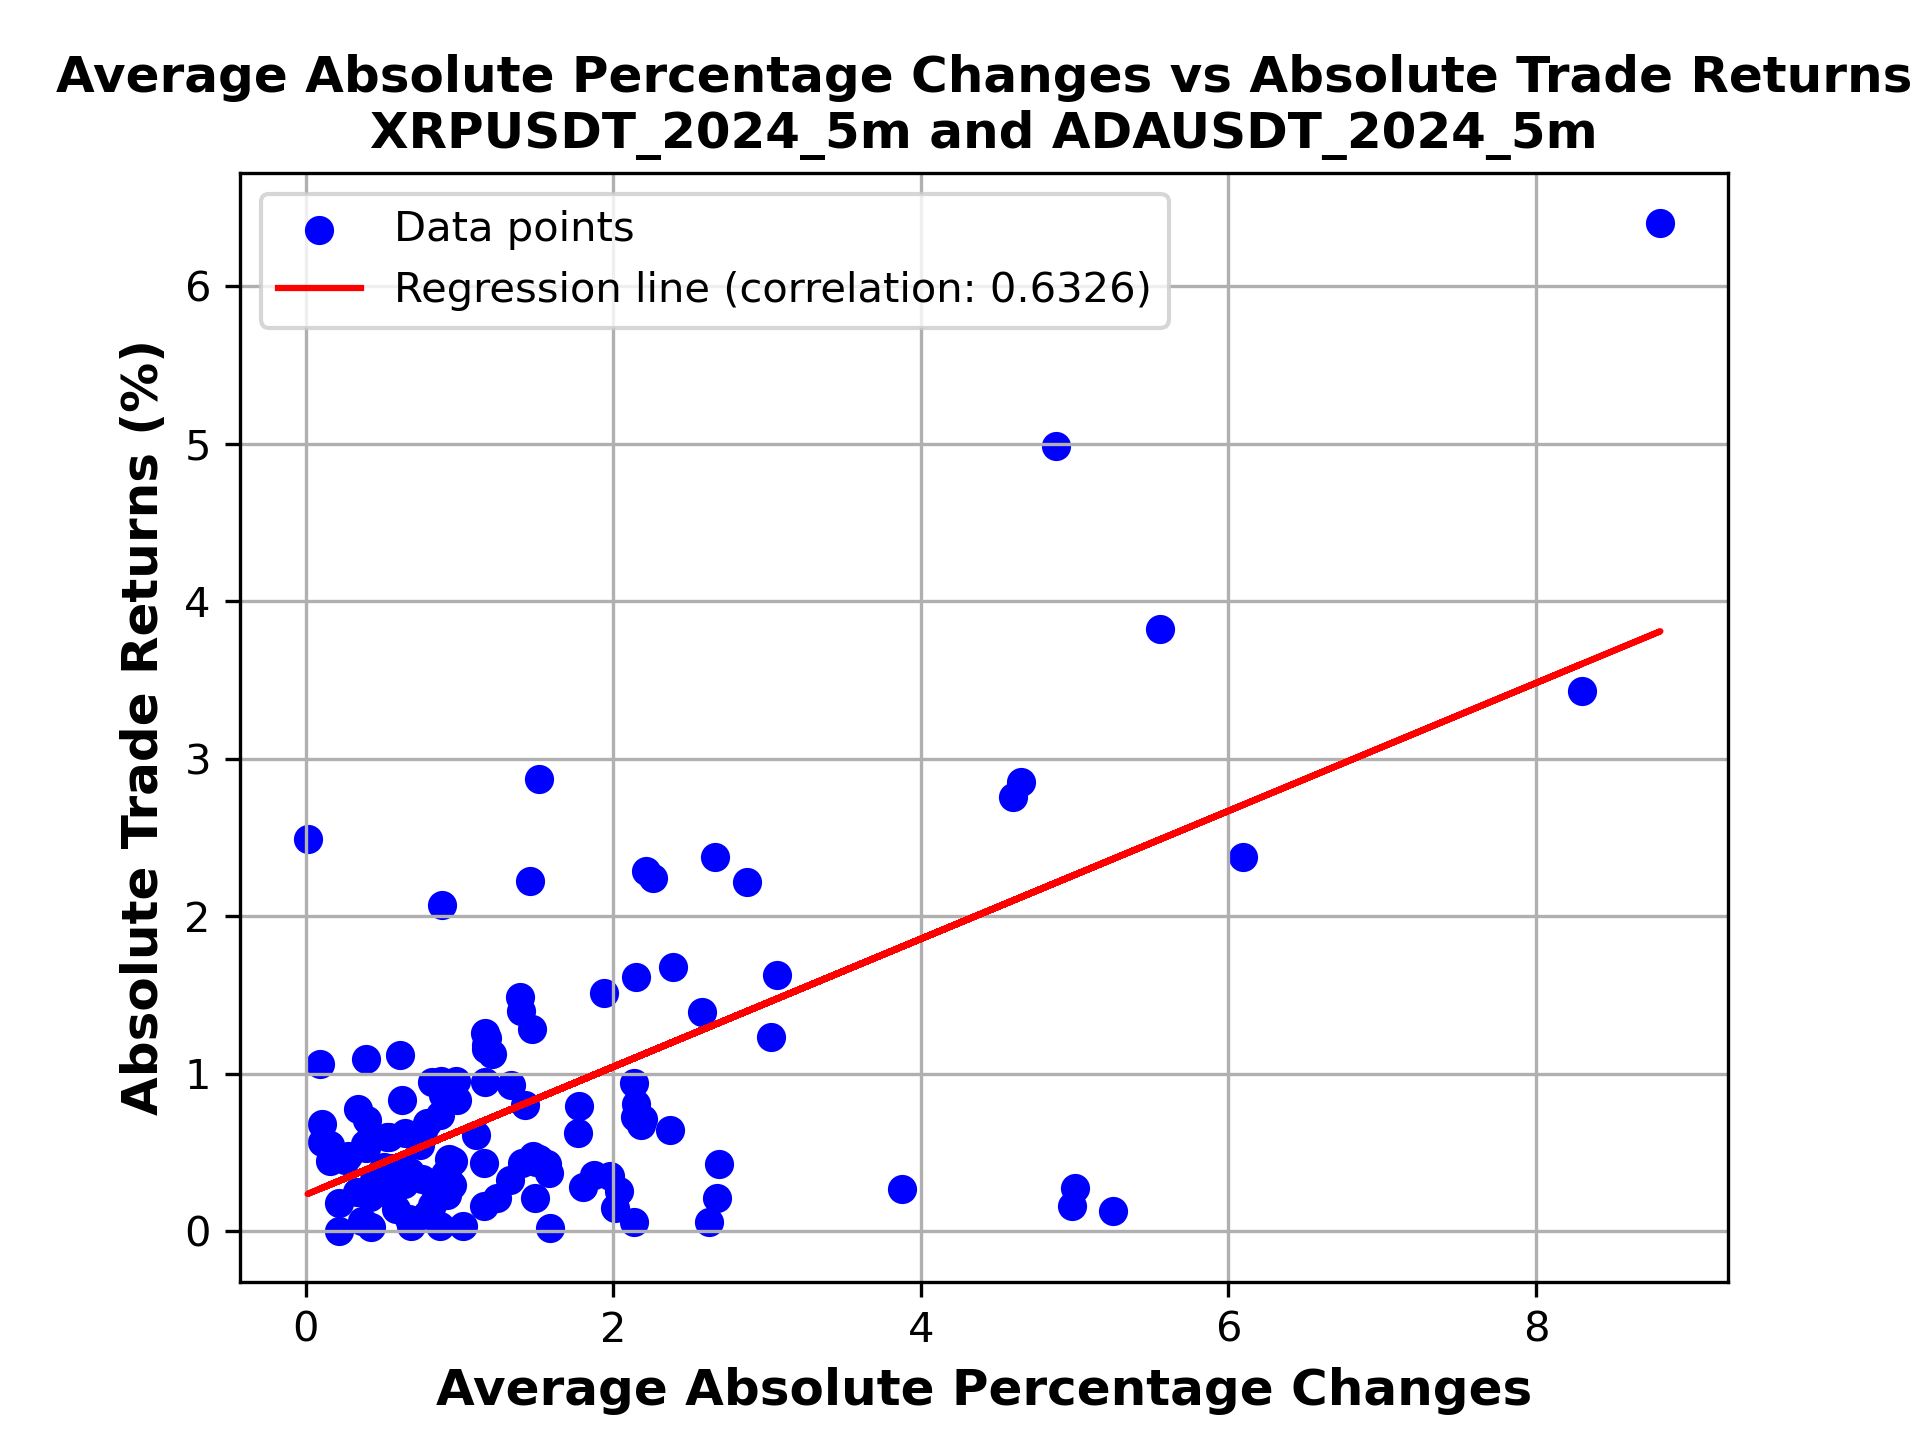 Average Absolute Percentage Changes vs Absolute Trade Returns
XRPUSDT_2024_5m and ADAUSDT_2024_5m
Data points
Regression line (correlation: 0.6326)
Absolute Trade Returns (%)
6
5
4
3
2
1
0
0 2 4 6 8
Average Absolute Percentage Changes